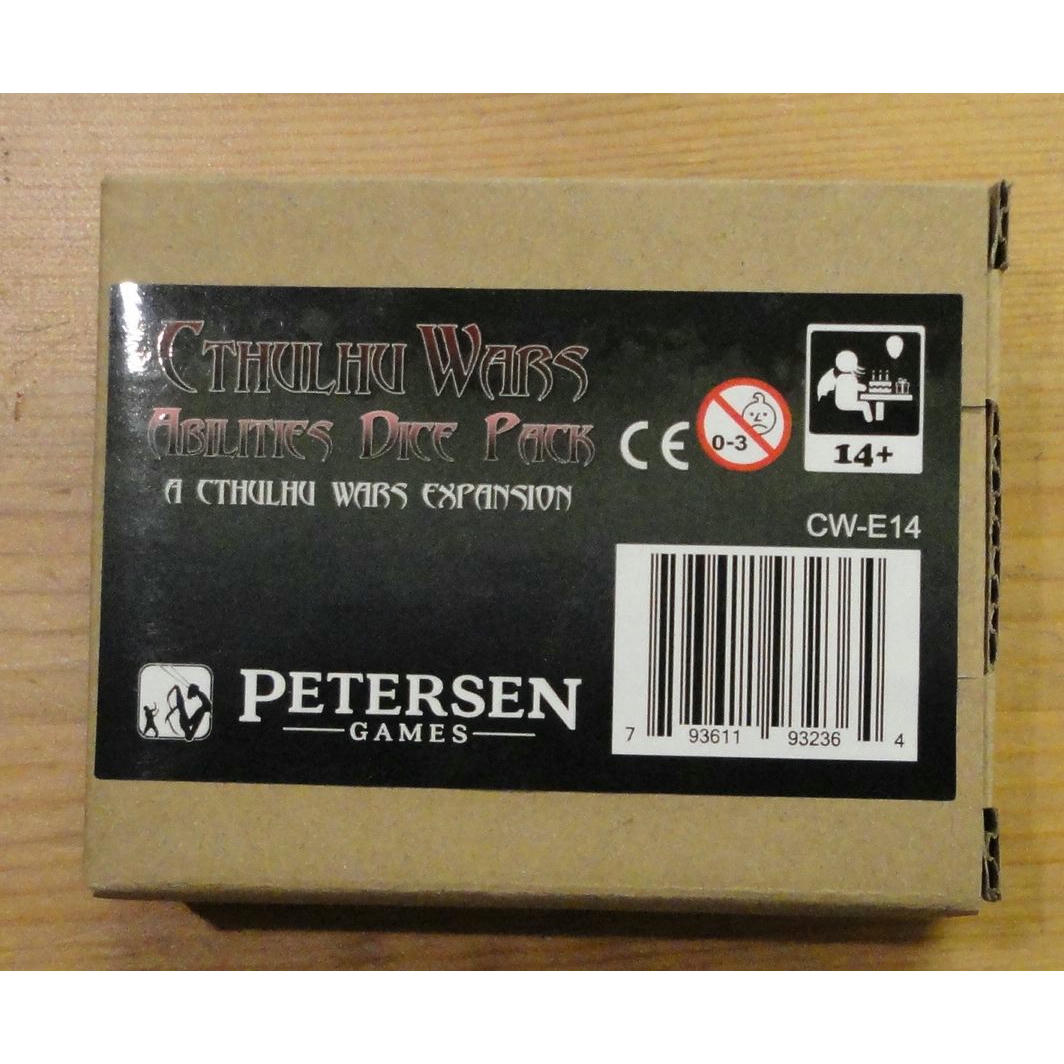 CTHULHU WARS
ABILITIES DICE PACK
A CTHULHU WARS EXPANSION
CE
0-3
14+
CW-E14
7 93611 93236 4
PETERSEN
GAMES